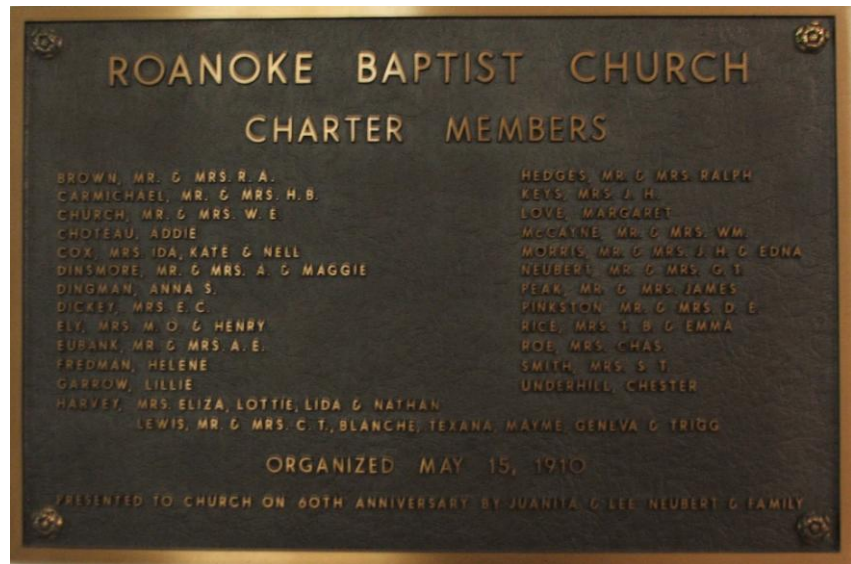 ROANOKE BAPTIST CHURCH
CHARTER MEMBERS
BROWN, MR. & MRS. R. A.
CARMICHAEL, MR. & MRS. H. B.
CHURCH, MR. & MRS. W. E.
CHOTEAU, ADDIE
COX, MRS. IDA, KATE & NELL
DINSMORE, MR. & MRS. A. & MAGGIE
DINGMAN, ANNA S.
DICKEY, MRS. E. C.
ELY, MRS. M. O. & HENRY
EUBANK, MR. & MRS. A. E.
FREDMAN, HELENE
GARROW, LILLIE
HARVEY, MRS. ELIZA, LOTTIE, LIDA & NATHAN
HEDGES, MR. & MRS. RALPH
KEYS, MRS. J. H.
LOVE, MARGARET
McCAYNE, MR. & MRS. WM.
MORRIS, MR. & MRS. J. H. & EDNA
NEUBERT, MR. & MRS. G. T.
PEAK, MR. & MRS. JAMES
PINKSTON, MR. & MRS. D. E.
RICE, MRS. T. B. & EMMA
ROE, MRS. CHAS.
SMITH, MRS. S. T.
UNDERHILL, CHESTER
LEWIS, MR. & MRS. C. T., BLANCHE, TEXANA, MAYME, GENEVA & TRIGG
ORGANIZED MAY 15, 1910
PRESENTED TO CHURCH ON 60TH ANNIVERSARY BY JUANITA & LEE NEUBERT & FAMILY